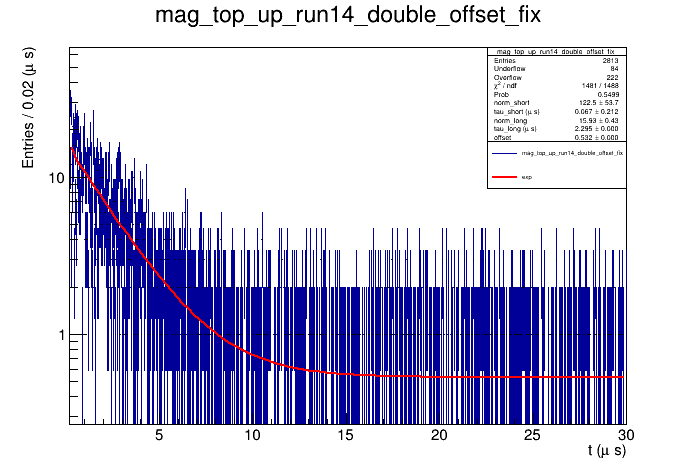 mag_top_up_run14_double_offset_fix
Entries / 0.02 (μ s)
mag_top_up_run14_double_offset_fix
Entries 2813
Underflow 84
Overflow 222
χ² / ndf 1481 / 1488
Prob 0.5499
norm_short 122.5 ± 53.7
tau_short (μ s) 0.067 ± 0.212
norm_long 15.93 ± 0.43
tau_long (μ s) 2.295 ± 0.000
offset 0.532 ± 0.000
mag_top_up_run14_double_offset_fix
exp
10
1
5 10 15 20 25 30
t (μ s)